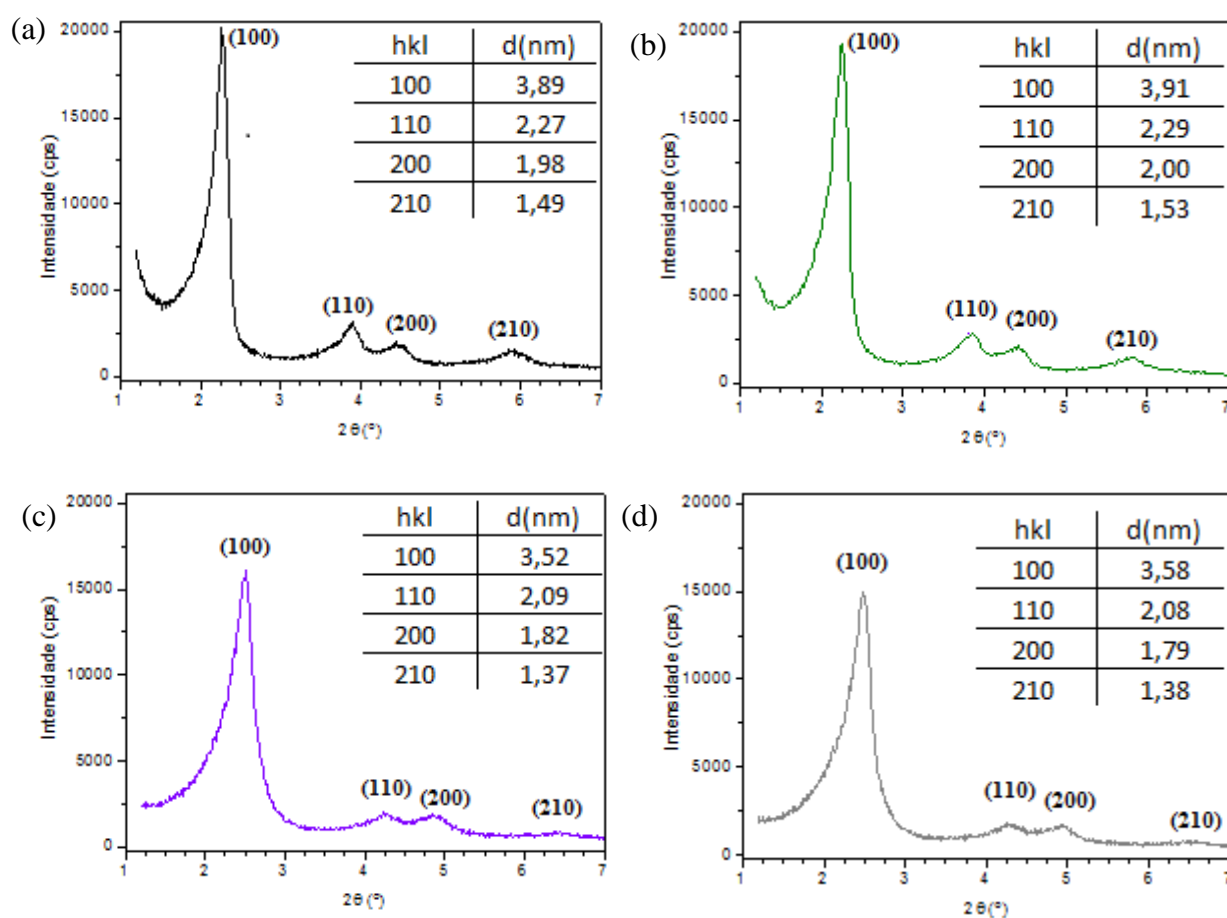 (a)
20000
15000
10000
5000
0
Intensidade (cps)
1 2 3 4 5 6 7
2 θ (°)
(100)
(110)
(200)
(210)
hkl d(nm)
100 3,89
110 2,27
200 1,98
210 1,49
(b)
20000
15000
10000
5000
0
Intensidade (cps)
1 2 3 4 5 6 7
2 θ (°)
(100)
(110)
(200)
(210)
hkl d(nm)
100 3,91
110 2,29
200 2,00
210 1,53
(c)
20000
15000
10000
5000
0
Intensidade (cps)
1 2 3 4 5 6 7
2θ (°)
(100)
(110)
(200)
(210)
hkl d(nm)
100 3,52
110 2,09
200 1,82
210 1,37
(d)
20000
15000
10000
5000
0
Intensidade (cps)
1 2 3 4 5 6 7
2 θ (°)
(100)
(110)
(200)
(210)
hkl d(nm)
100 3,58
110 2,08
200 1,79
210 1,38